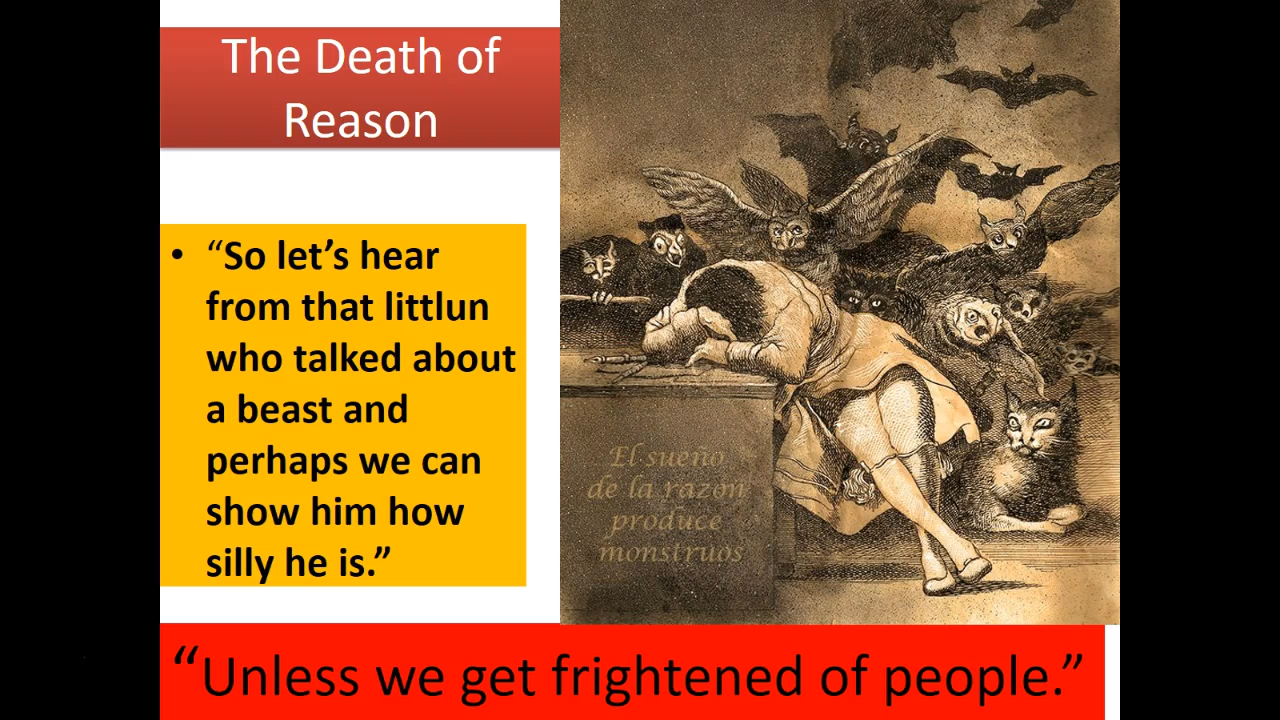 The Death of
Reason
• “So let’s hear
from that littlun
who talked about
a beast and
perhaps we can
show him how
silly he is.”
El sueño
de la razon
produce
monstruos
“Unless we get frightened of people.”